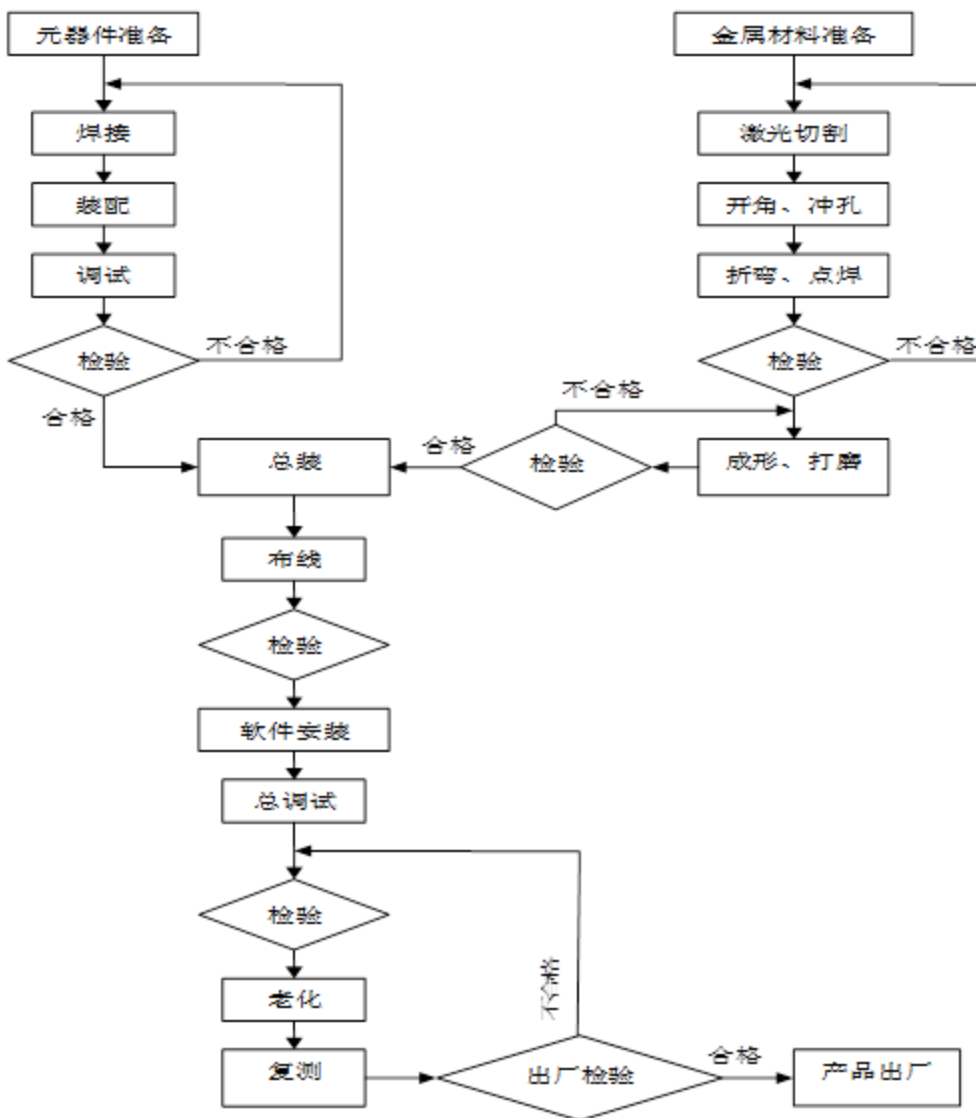 元器件准备
金属材料准备
焊接
激光切割
装配
开角、冲孔
调试
折弯、点焊
检验
不合格
检验
不合格
不合格
合格
合格
总装
检验
成形、打磨
布线
检验
软件安装
总调试
检验
不合格
老化
复测
出厂检验
合格
产品出厂